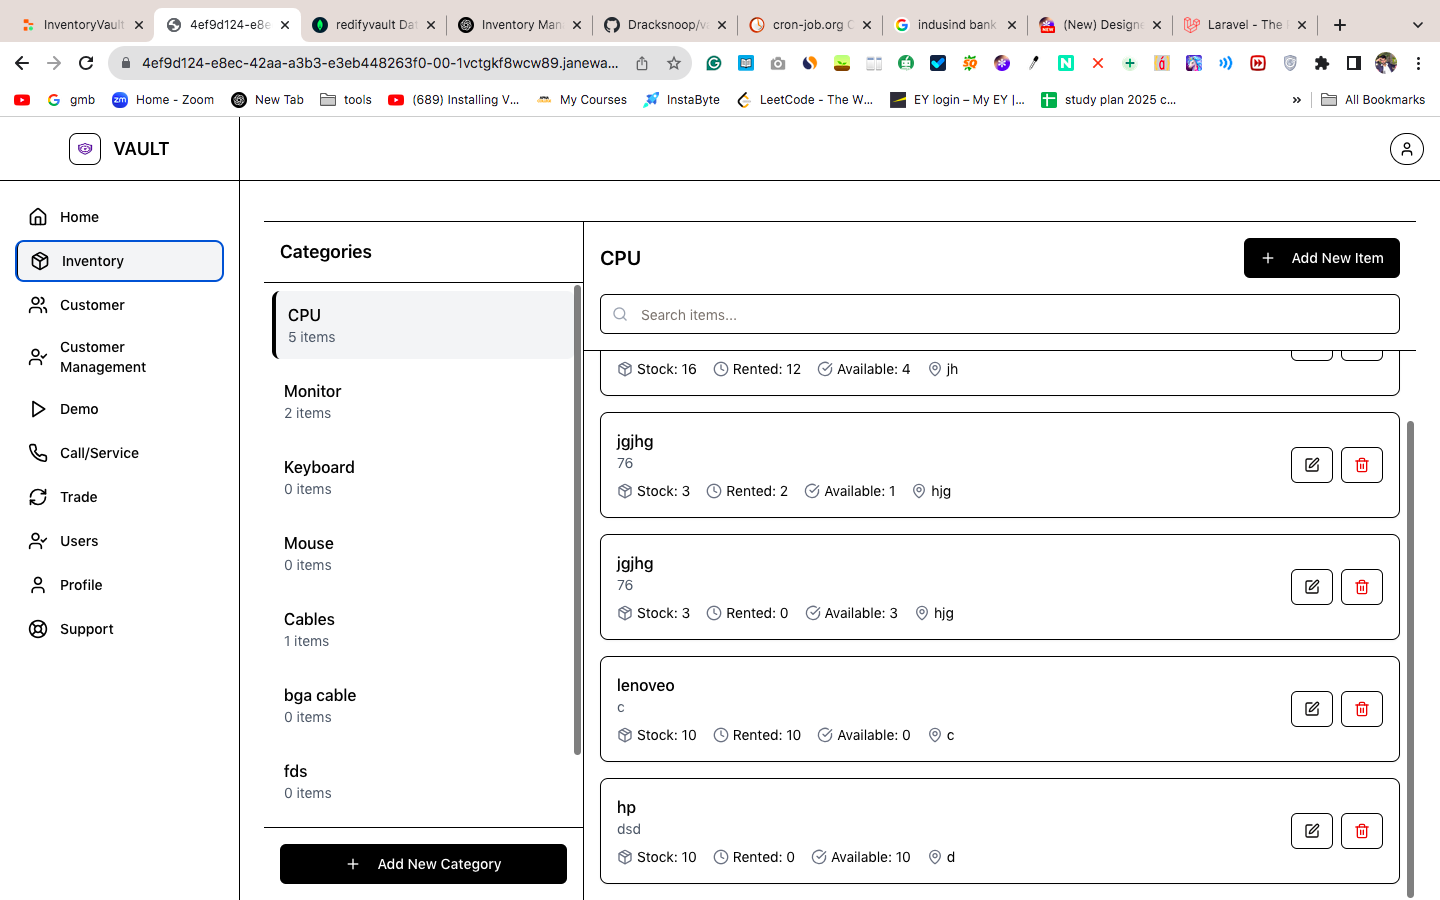 InventoryVault
4ef9d124-e8e
redifyvault Dat
Inventory Man
Dracksnoop/va
cron-job.org C
indusind bank
(New) Designe
Laravel - The
4ef9d124-e8ec-42aa-a3b3-e3eb448263f0-00-1vctgkf8wcw89.janewa...
gmb
Home - Zoom
New Tab
tools
(689) Installing V...
My Courses
InstaByte
LeetCode - The W...
EY login – My EY |...
study plan 2025 c...
»
All Bookmarks
VAULT
Home
Inventory
Customer
Customer
Management
Demo
Call/Service
Trade
Users
Profile
Support
Categories
CPU
5 items
Monitor
2 items
Keyboard
0 items
Mouse
0 items
Cables
1 items
bga cable
0 items
fds
0 items
Add New Category
CPU
Add New Item
Search items...
Stock: 16 Rented: 12 Available: 4 jh
jgjhg
76
Stock: 3 Rented: 2 Available: 1 hjg
jgjhg
76
Stock: 3 Rented: 0 Available: 3 hjg
lenoveo
c
Stock: 10 Rented: 10 Available: 0 c
hp
dsd
Stock: 10 Rented: 0 Available: 10 d